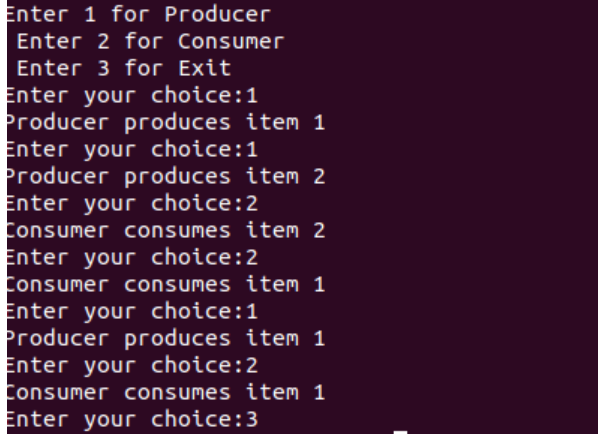 Enter 1 for Producer
 Enter 2 for Consumer
 Enter 3 for Exit
Enter your choice:1
Producer produces item 1
Enter your choice:1
Producer produces item 2
Enter your choice:2
Consumer consumes item 2
Enter your choice:2
Consumer consumes item 1
Enter your choice:1
Producer produces item 1
Enter your choice:2
Consumer consumes item 1
Enter your choice:3